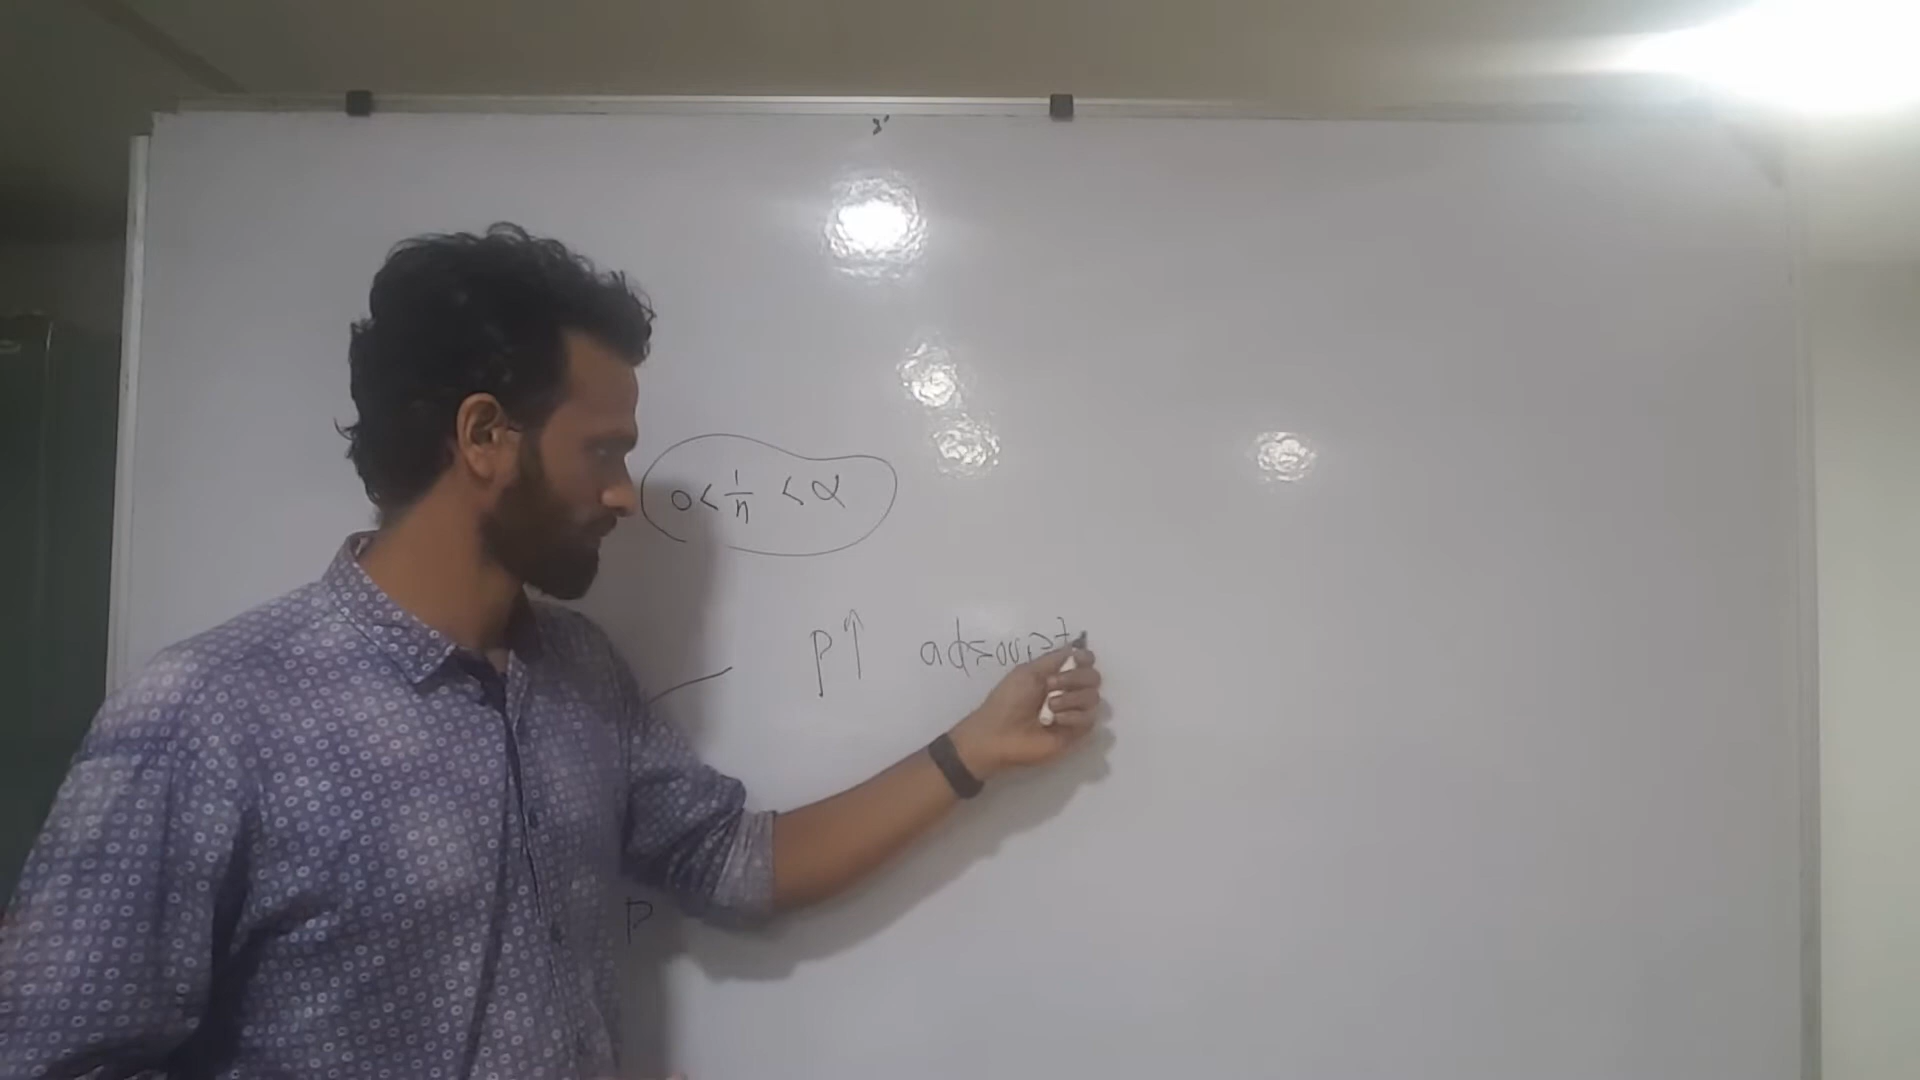 0 < 1/n < α
P↑ adsorpt
P